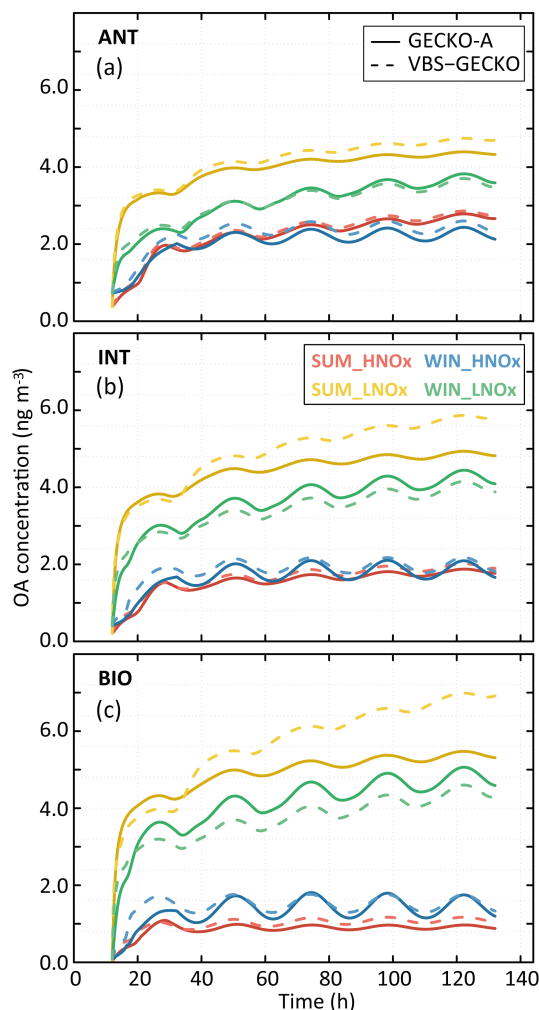 ANT
(a)
GECKO-A
VBS−GECKO
6.0
4.0
2.0
0.0
INT
(b)
SUM_HNOx WIN_HNOx
SUM_LNOx WIN_LNOx
6.0
4.0
2.0
0.0
OA concentration (ng m⁻³)
BIO
(c)
6.0
4.0
2.0
0.0
0 20 40 60 80 100 120 140
Time (h)